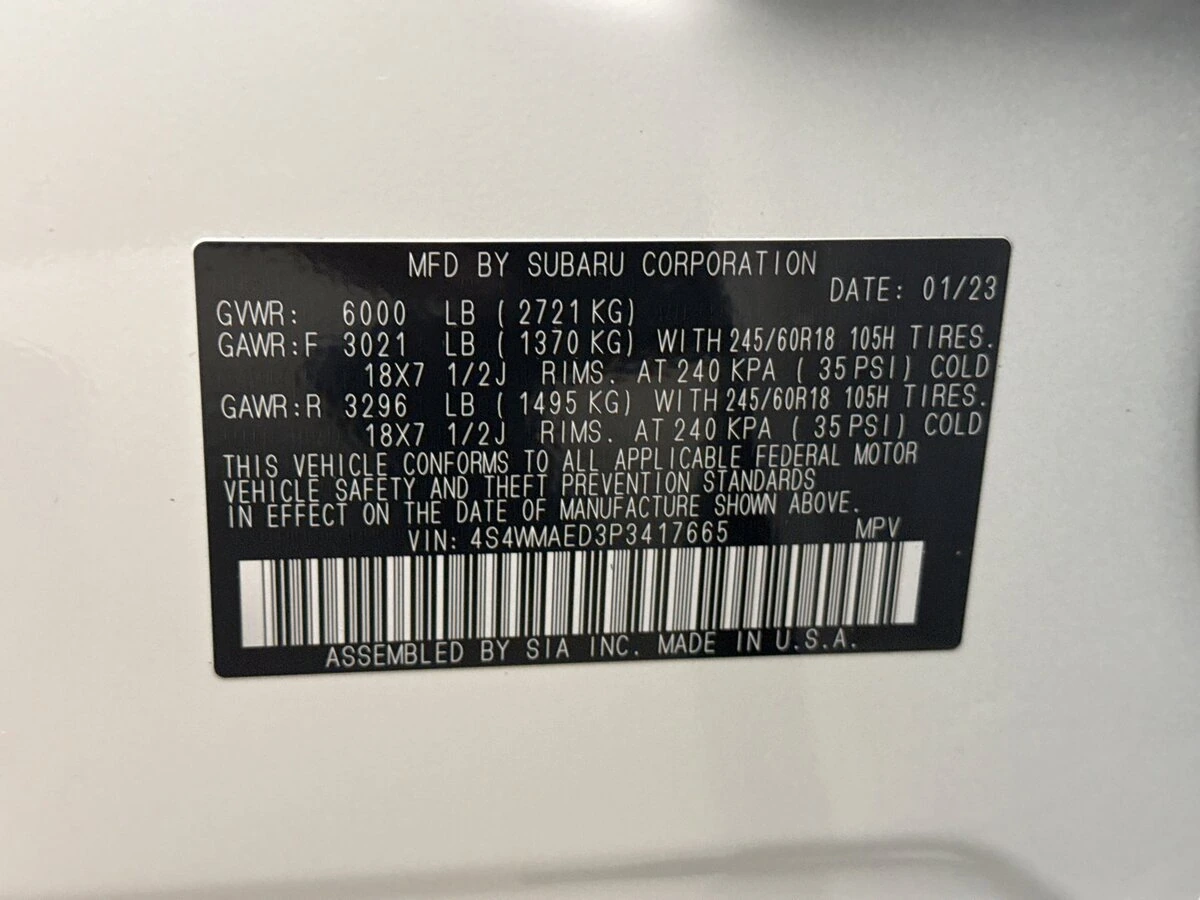 MFD BY SUBARU CORPORATION
DATE: 01/23
GVWR: 6000 LB ( 2721 KG)
GAWR:F 3021 LB ( 1370 KG) WITH 245/60R18 105H TIRES.
18X7 1/2J RIMS. AT 240 KPA ( 35 PSI) COLD
GAWR:R 3296 LB ( 1495 KG) WITH 245/60R18 105H TIRES.
18X7 1/2J RIMS. AT 240 KPA ( 35 PSI) COLD
THIS VEHICLE CONFORMS TO ALL APPLICABLE FEDERAL MOTOR
VEHICLE SAFETY AND THEFT PREVENTION STANDARDS
IN EFFECT ON THE DATE OF MANUFACTURE SHOWN ABOVE.
VIN: 4S4WMAED3P3417665 MPV
ASSEMBLED BY SIA INC. MADE IN U.S.A.